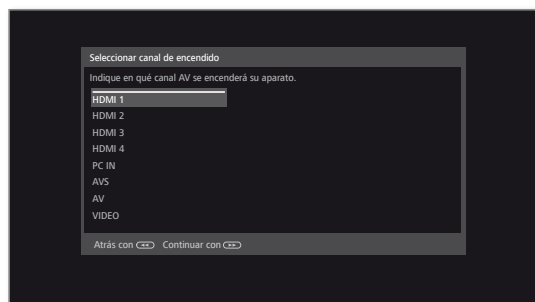 Seleccionar canal de encendido
Indique en qué canal AV se encenderá su aparato.
HDMI 1
HDMI 2
HDMI 3
HDMI 4
PC IN
AVS
AV
VIDEO
Atrás con ◄◄ Continuar con ►►